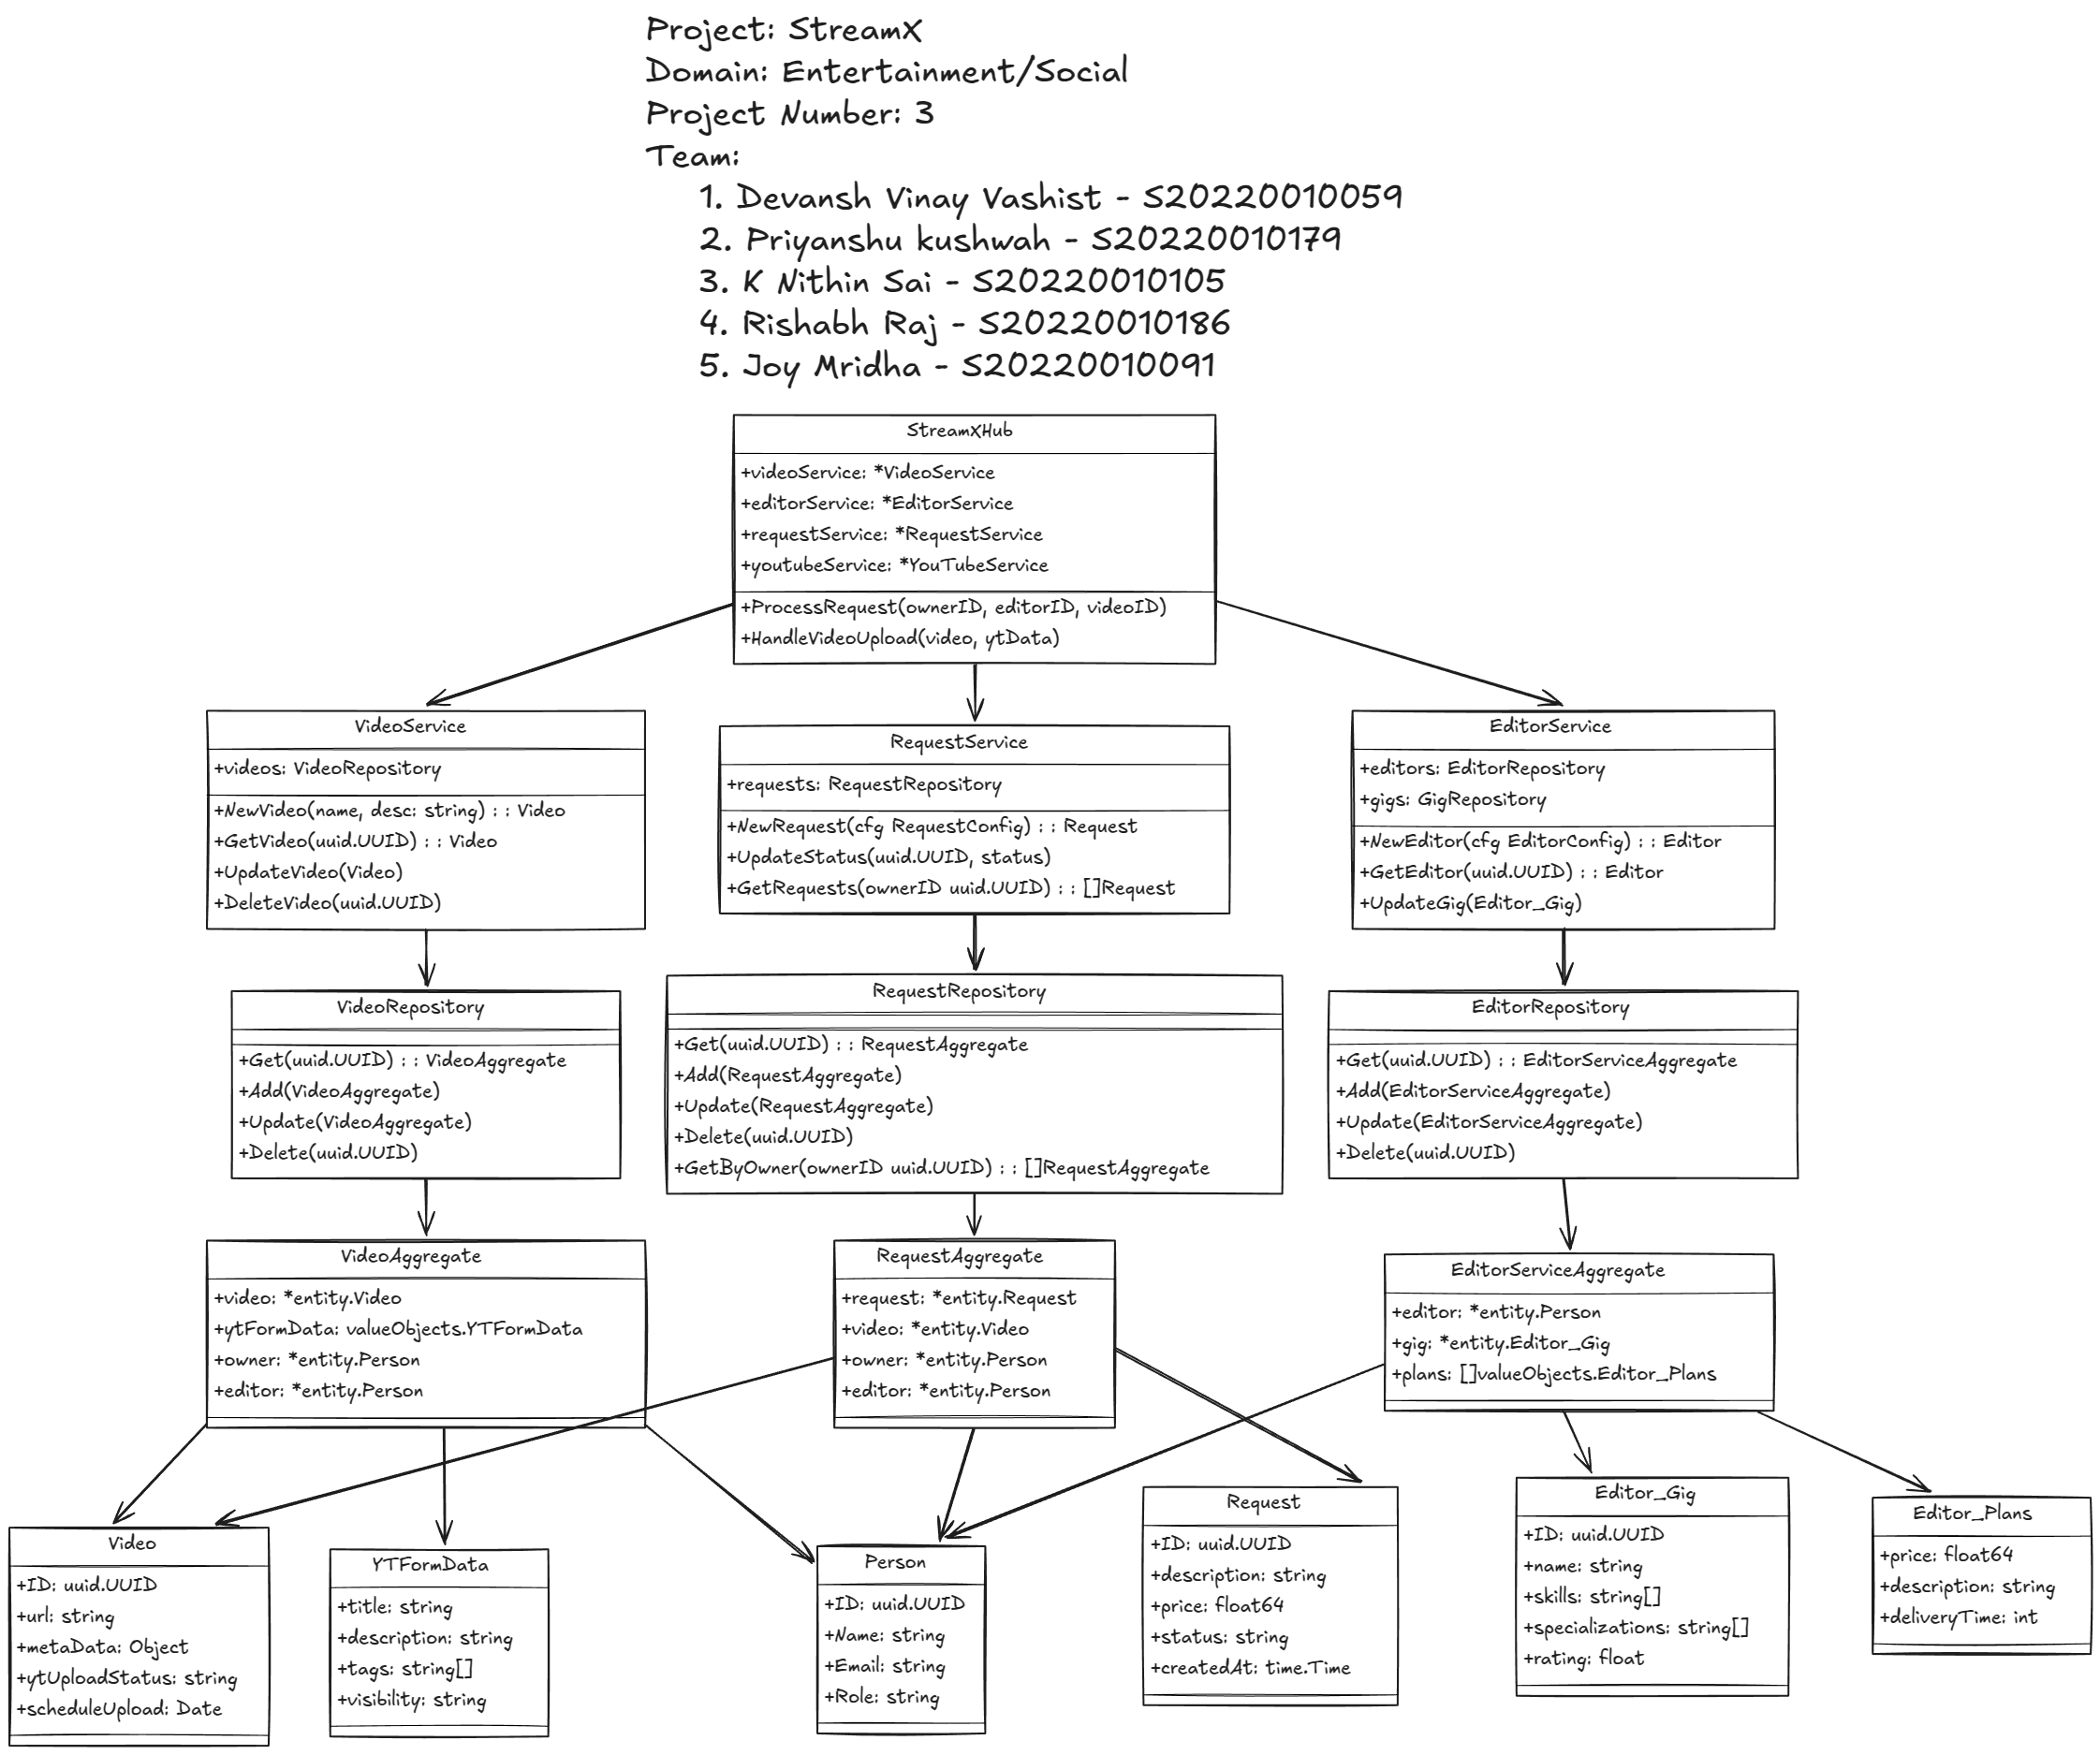 Project: StreamX
Domain: Entertainment/Social
Project Number: 3
Team:
1. Devansh Vinay Vashist - S20220010059
2. Priyanshu kushwah - S20220010179
3. K Nithin Sai - S20220010105
4. Rishabh Raj - S20220010186
5. Joy Mridha - S20220010091
StreamXHub
+videoService: *VideoService
+editorService: *EditorService
+requestService: *RequestService
+youtubeService: *YouTubeService
+ProcessRequest(ownerID, editorID, videoID)
+HandleVideoUpload(video, ytData)
VideoService
+videos: VideoRepository
+NewVideo(name, desc: string) : : Video
+GetVideo(uuid.UUID) : : Video
+UpdateVideo(Video)
+DeleteVideo(uuid.UUID)
RequestService
+requests: RequestRepository
+NewRequest(cfg RequestConfig) : : Request
+UpdateStatus(uuid.UUID, status)
+GetRequests(ownerID uuid.UUID) : : []Request
EditorService
+editors: EditorRepository
+gigs: GigRepository
+NewEditor(cfg EditorConfig) : : Editor
+GetEditor(uuid.UUID) : : Editor
+UpdateGig(Editor_Gig)
VideoRepository
+Get(uuid.UUID) : : VideoAggregate
+Add(VideoAggregate)
+Update(VideoAggregate)
+Delete(uuid.UUID)
RequestRepository
+Get(uuid.UUID) : : RequestAggregate
+Add(RequestAggregate)
+Update(RequestAggregate)
+Delete(uuid.UUID)
+GetByOwner(ownerID uuid.UUID) : : []RequestAggregate
EditorRepository
+Get(uuid.UUID) : : EditorServiceAggregate
+Add(EditorServiceAggregate)
+Update(EditorServiceAggregate)
+Delete(uuid.UUID)
VideoAggregate
+video: *entity.Video
+ytFormData: valueObjects.YTFormData
+owner: *entity.Person
+editor: *entity.Person
RequestAggregate
+request: *entity.Request
+video: *entity.Video
+owner: *entity.Person
+editor: *entity.Person
EditorServiceAggregate
+editor: *entity.Person
+gig: *entity.Editor_Gig
+plans: []valueObjects.Editor_Plans
Video
+ID: uuid.UUID
+url: string
+metaData: Object
+ytUploadStatus: string
+scheduleUpload: Date
YTFormData
+title: string
+description: string
+tags: string[]
+visibility: string
Person
+ID: uuid.UUID
+Name: string
+Email: string
+Role: string
Request
+ID: uuid.UUID
+description: string
+price: float64
+status: string
+createdAt: time.Time
Editor_Gig
+ID: uuid.UUID
+name: string
+skills: string[]
+specializations: string[]
+rating: float
Editor_Plans
+price: float64
+description: string
+deliveryTime: int